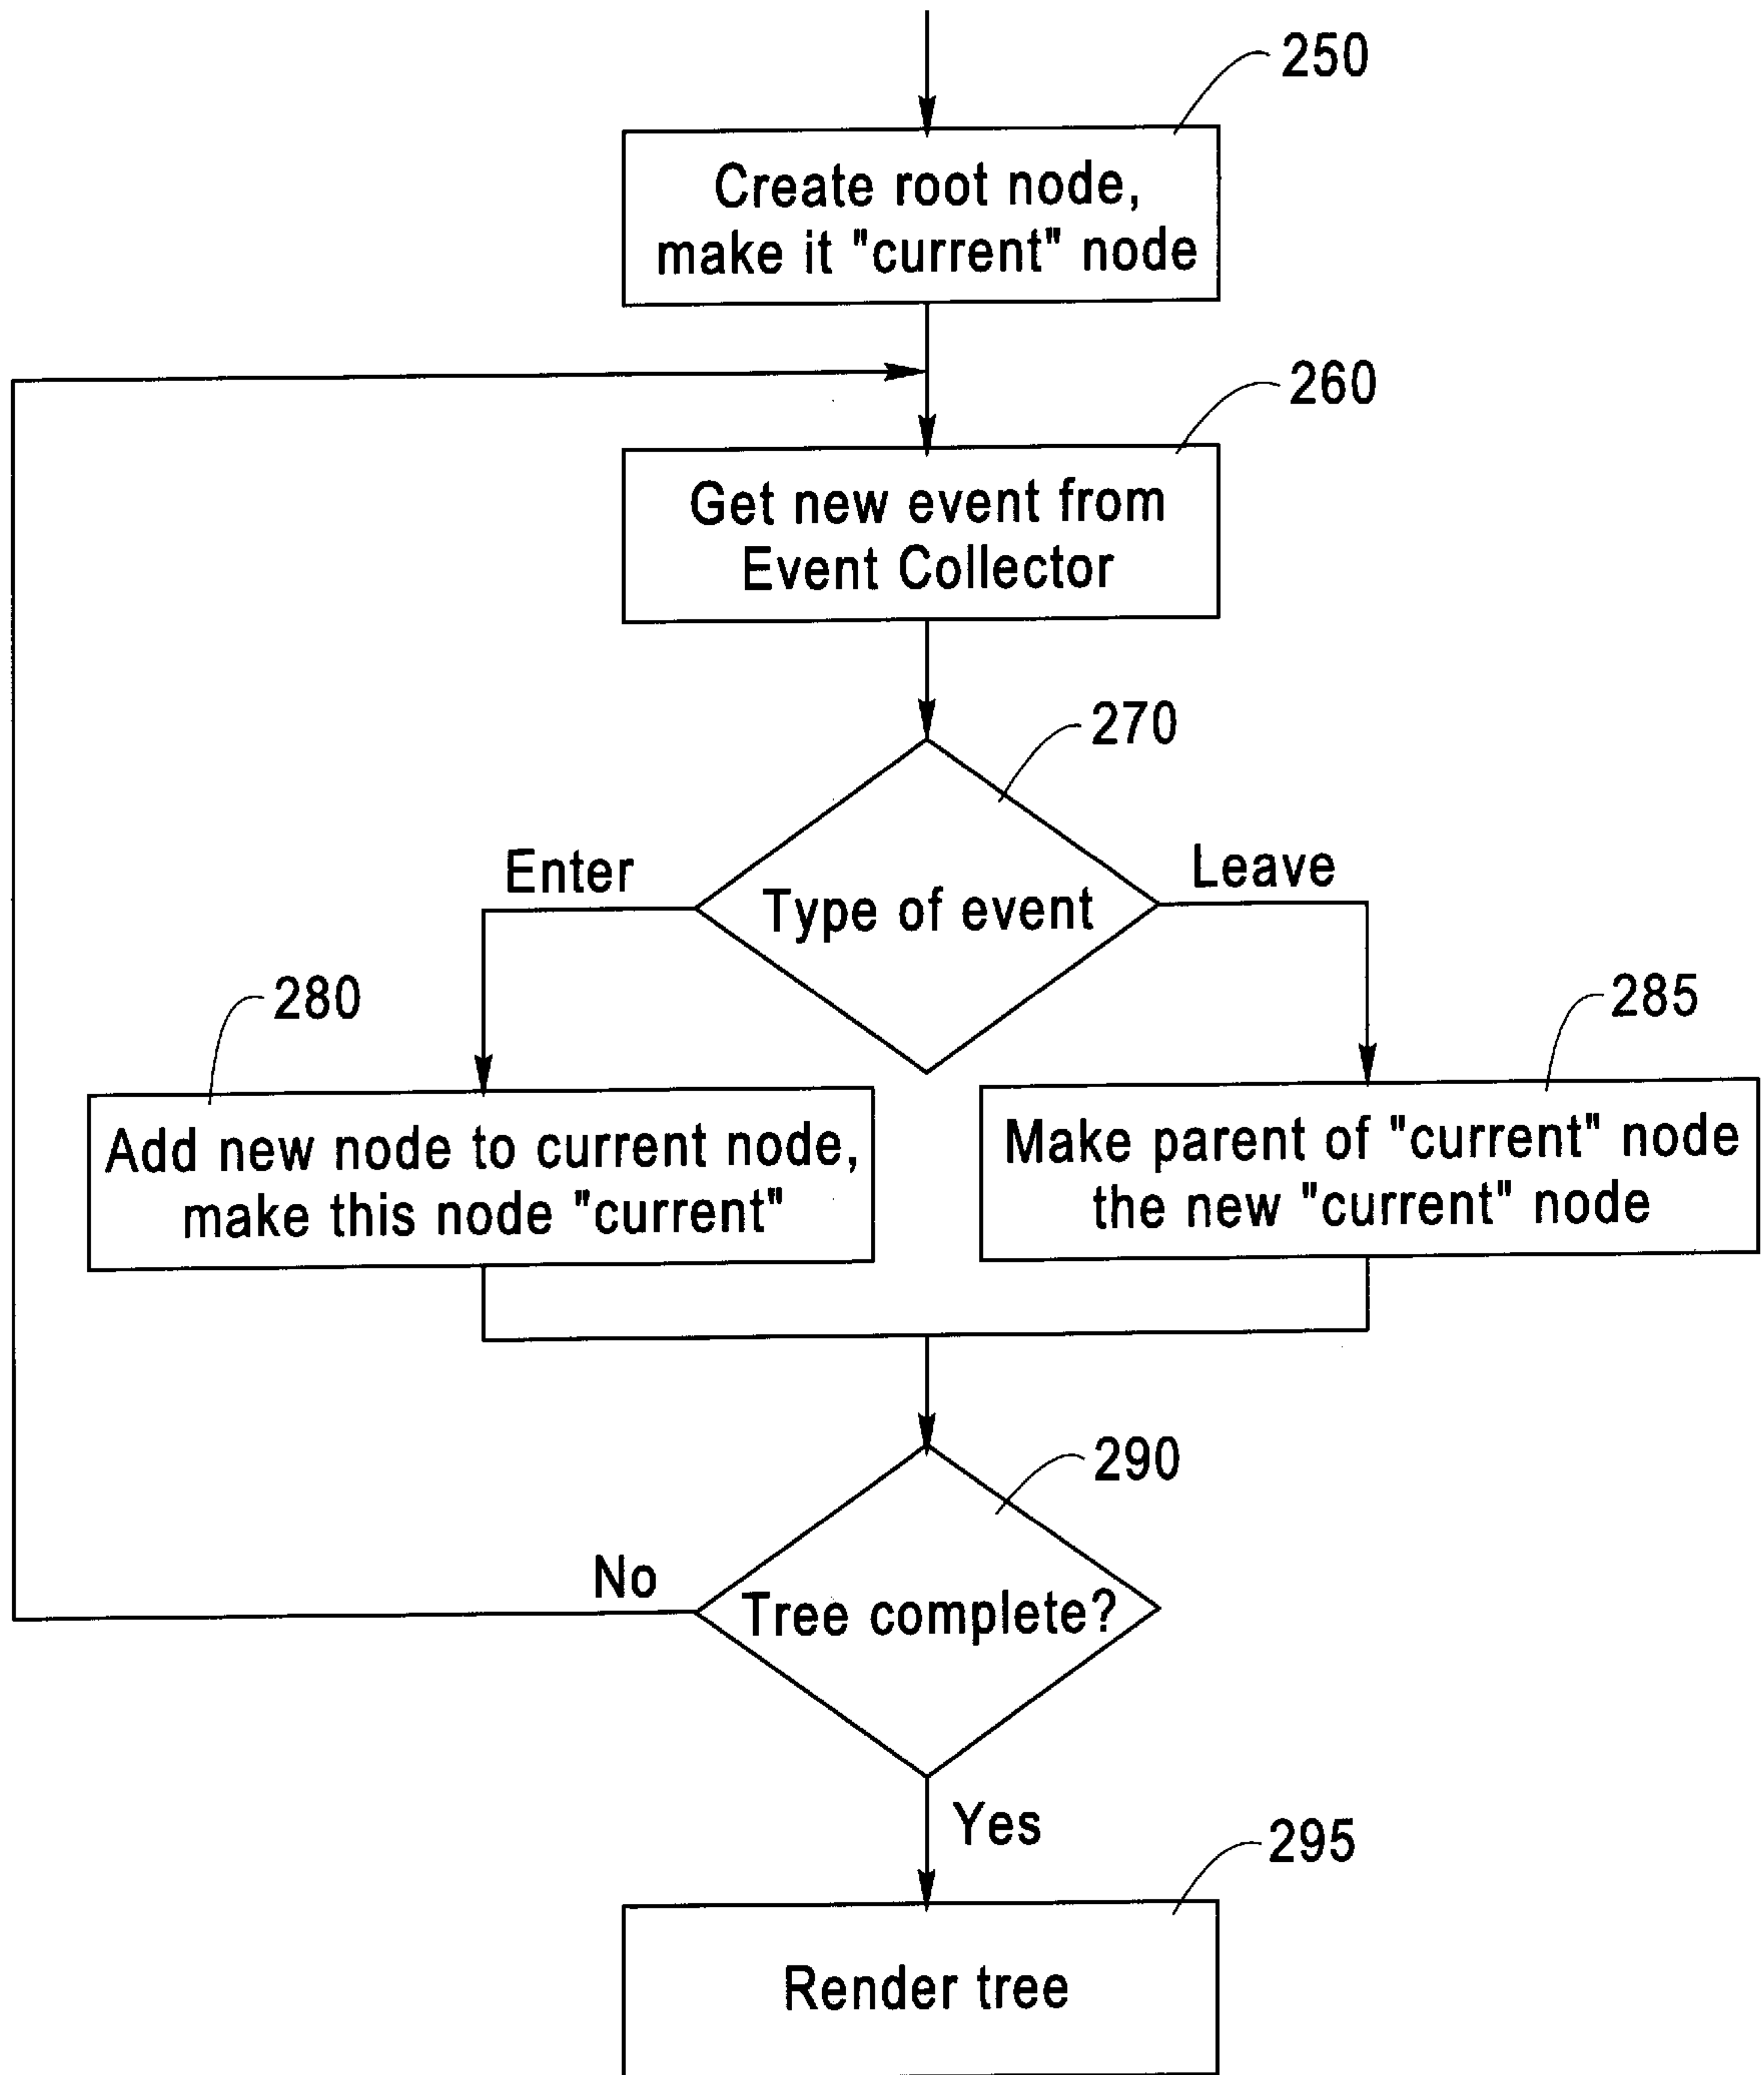 250
Create root node,
make it "current" node
260
Get new event from
Event Collector
270
Enter
Leave
Type of event
280
285
Add new node to current node,
make this node "current"
Make parent of "current" node
the new "current" node
290
No
Tree complete?
Yes
295
Render tree